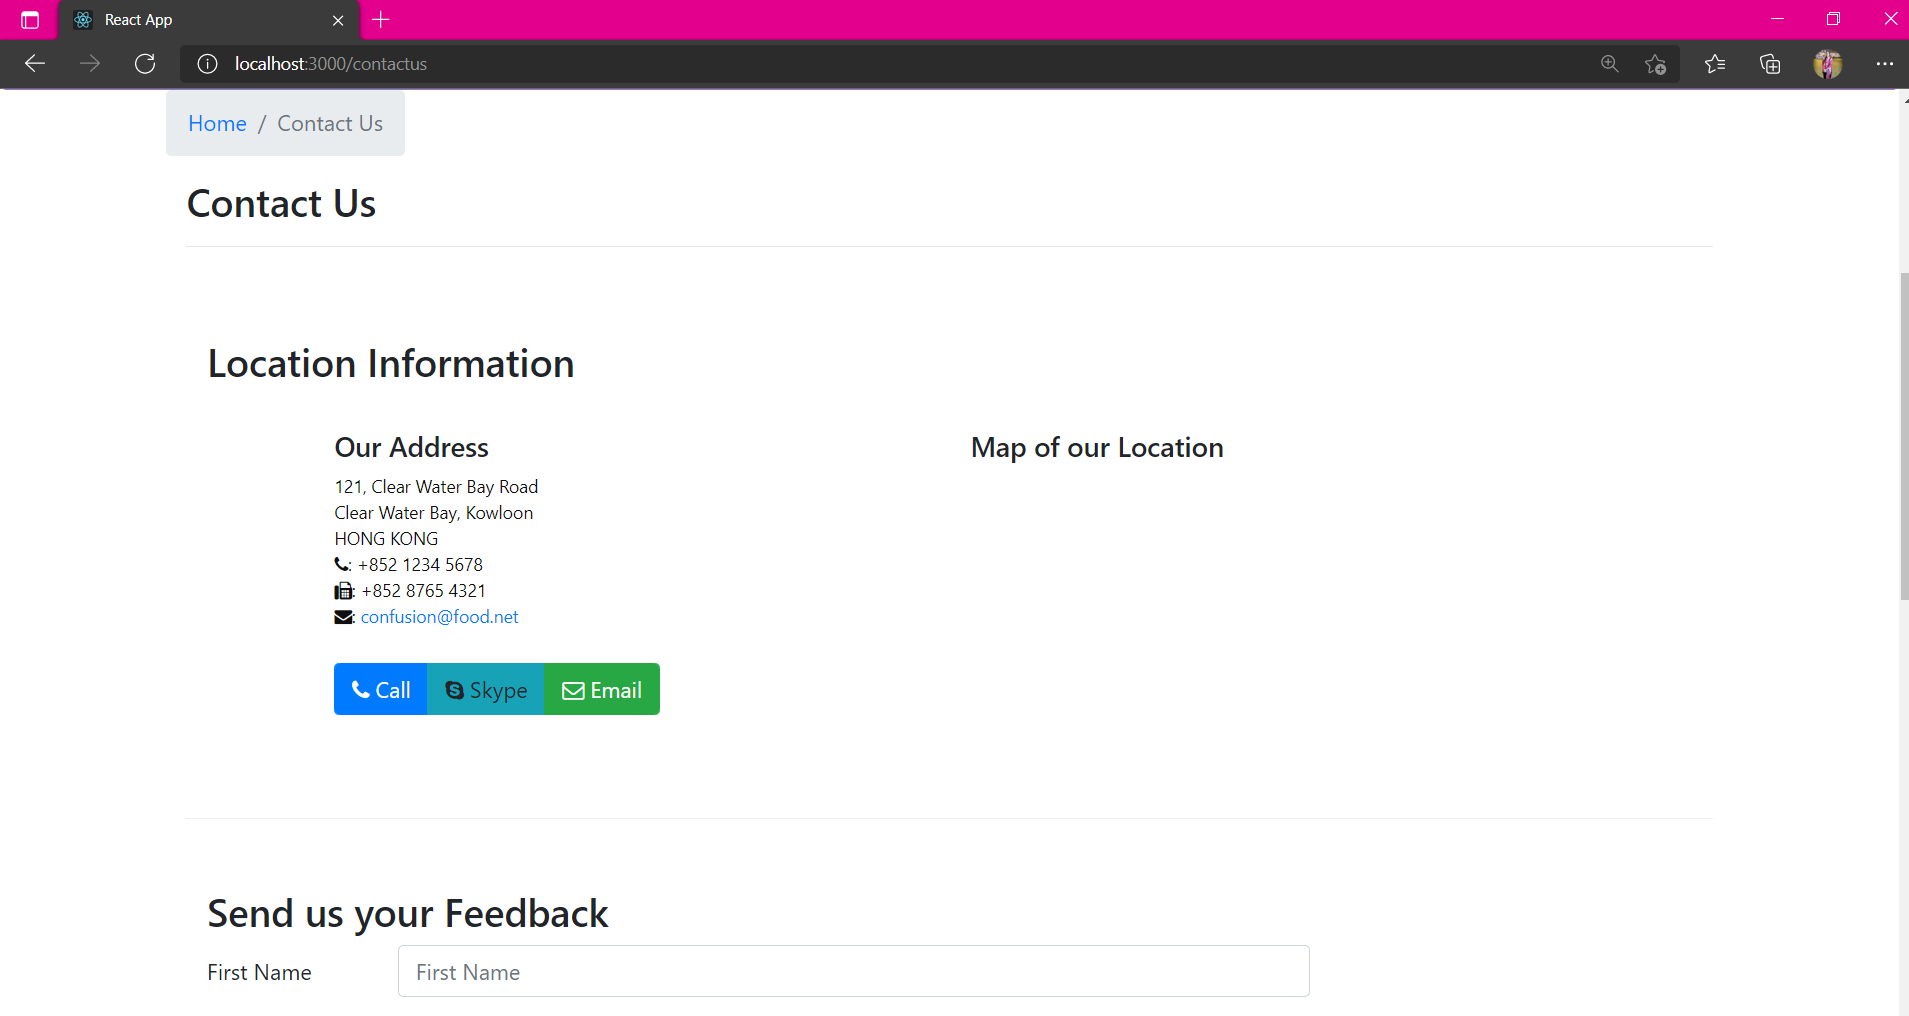 React App
localhost:3000/contactus
Home / Contact Us
Contact Us
Location Information
Our Address
121, Clear Water Bay Road
Clear Water Bay, Kowloon
HONG KONG
: +852 1234 5678
: +852 8765 4321
: confusion@food.net
Call Skype Email
Map of our Location
Send us your Feedback
First Name First Name